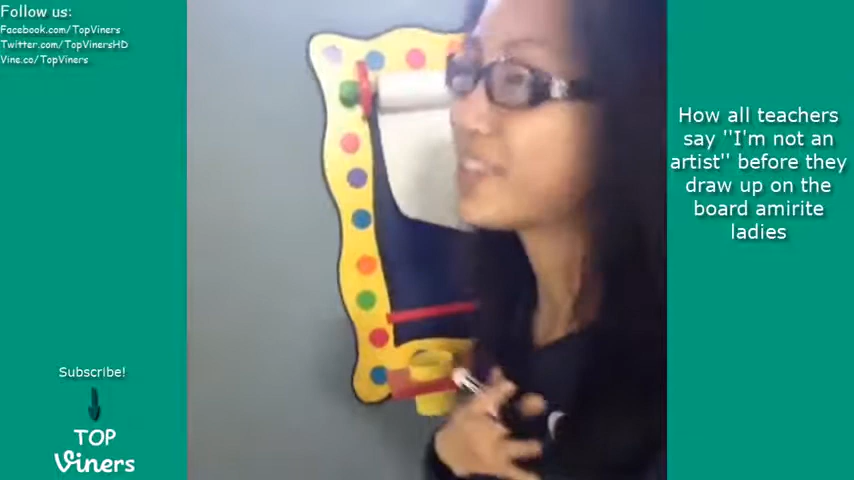 Follow us:
Facebook.com/TopViners
Twitter.com/TopVinersHD
Vine.co/TopViners
How all teachers
say "I'm not an
artist" before they
draw up on the
board amirite
ladies
Subscribe!
TOP
Viners